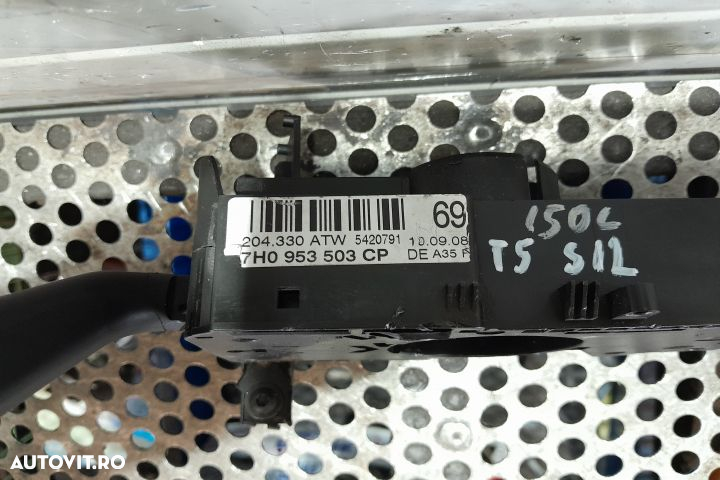 69
204.330 ATW 5420791 10.09.08
7H0 953 503 CP DE A35 F
150L
T5 S12
AUTOVIT.RO